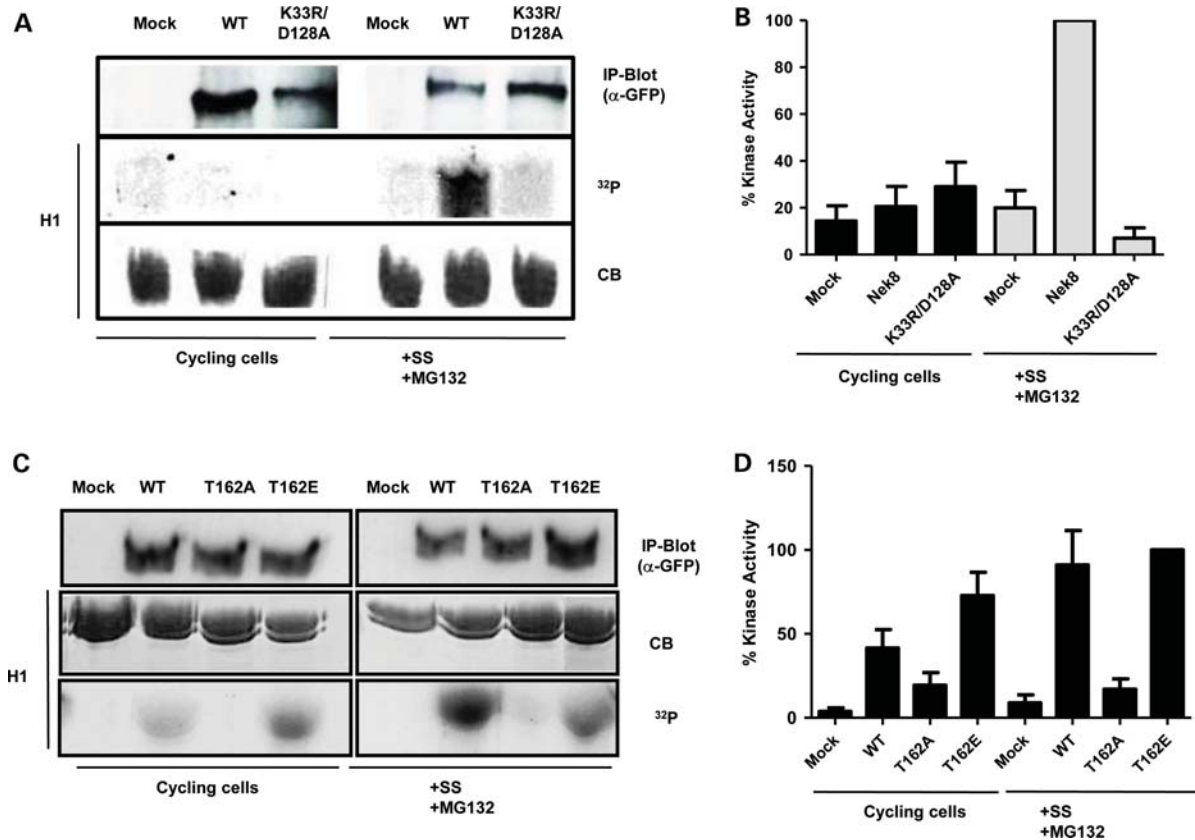 A
Mock WT K33R/ D128A Mock WT K33R/ D128A
IP-Blot
(α-GFP)
³²P
H1
CB
Cycling cells +SS
+MG132
B
% Kinase Activity
100
80
60
40
20
0
Mock Nek8 K33R/D128A Mock Nek8 K33R/D128A
Cycling cells +SS
+MG132
C
Mock WT T162A T162E Mock WT T162A T162E
IP-Blot
(α-GFP)
CB
H1
³²P
Cycling cells +SS
+MG132
D
% Kinase Activity
150
100
50
0
Mock WT T162A T162E Mock WT T162A T162E
Cycling cells +SS
+MG132